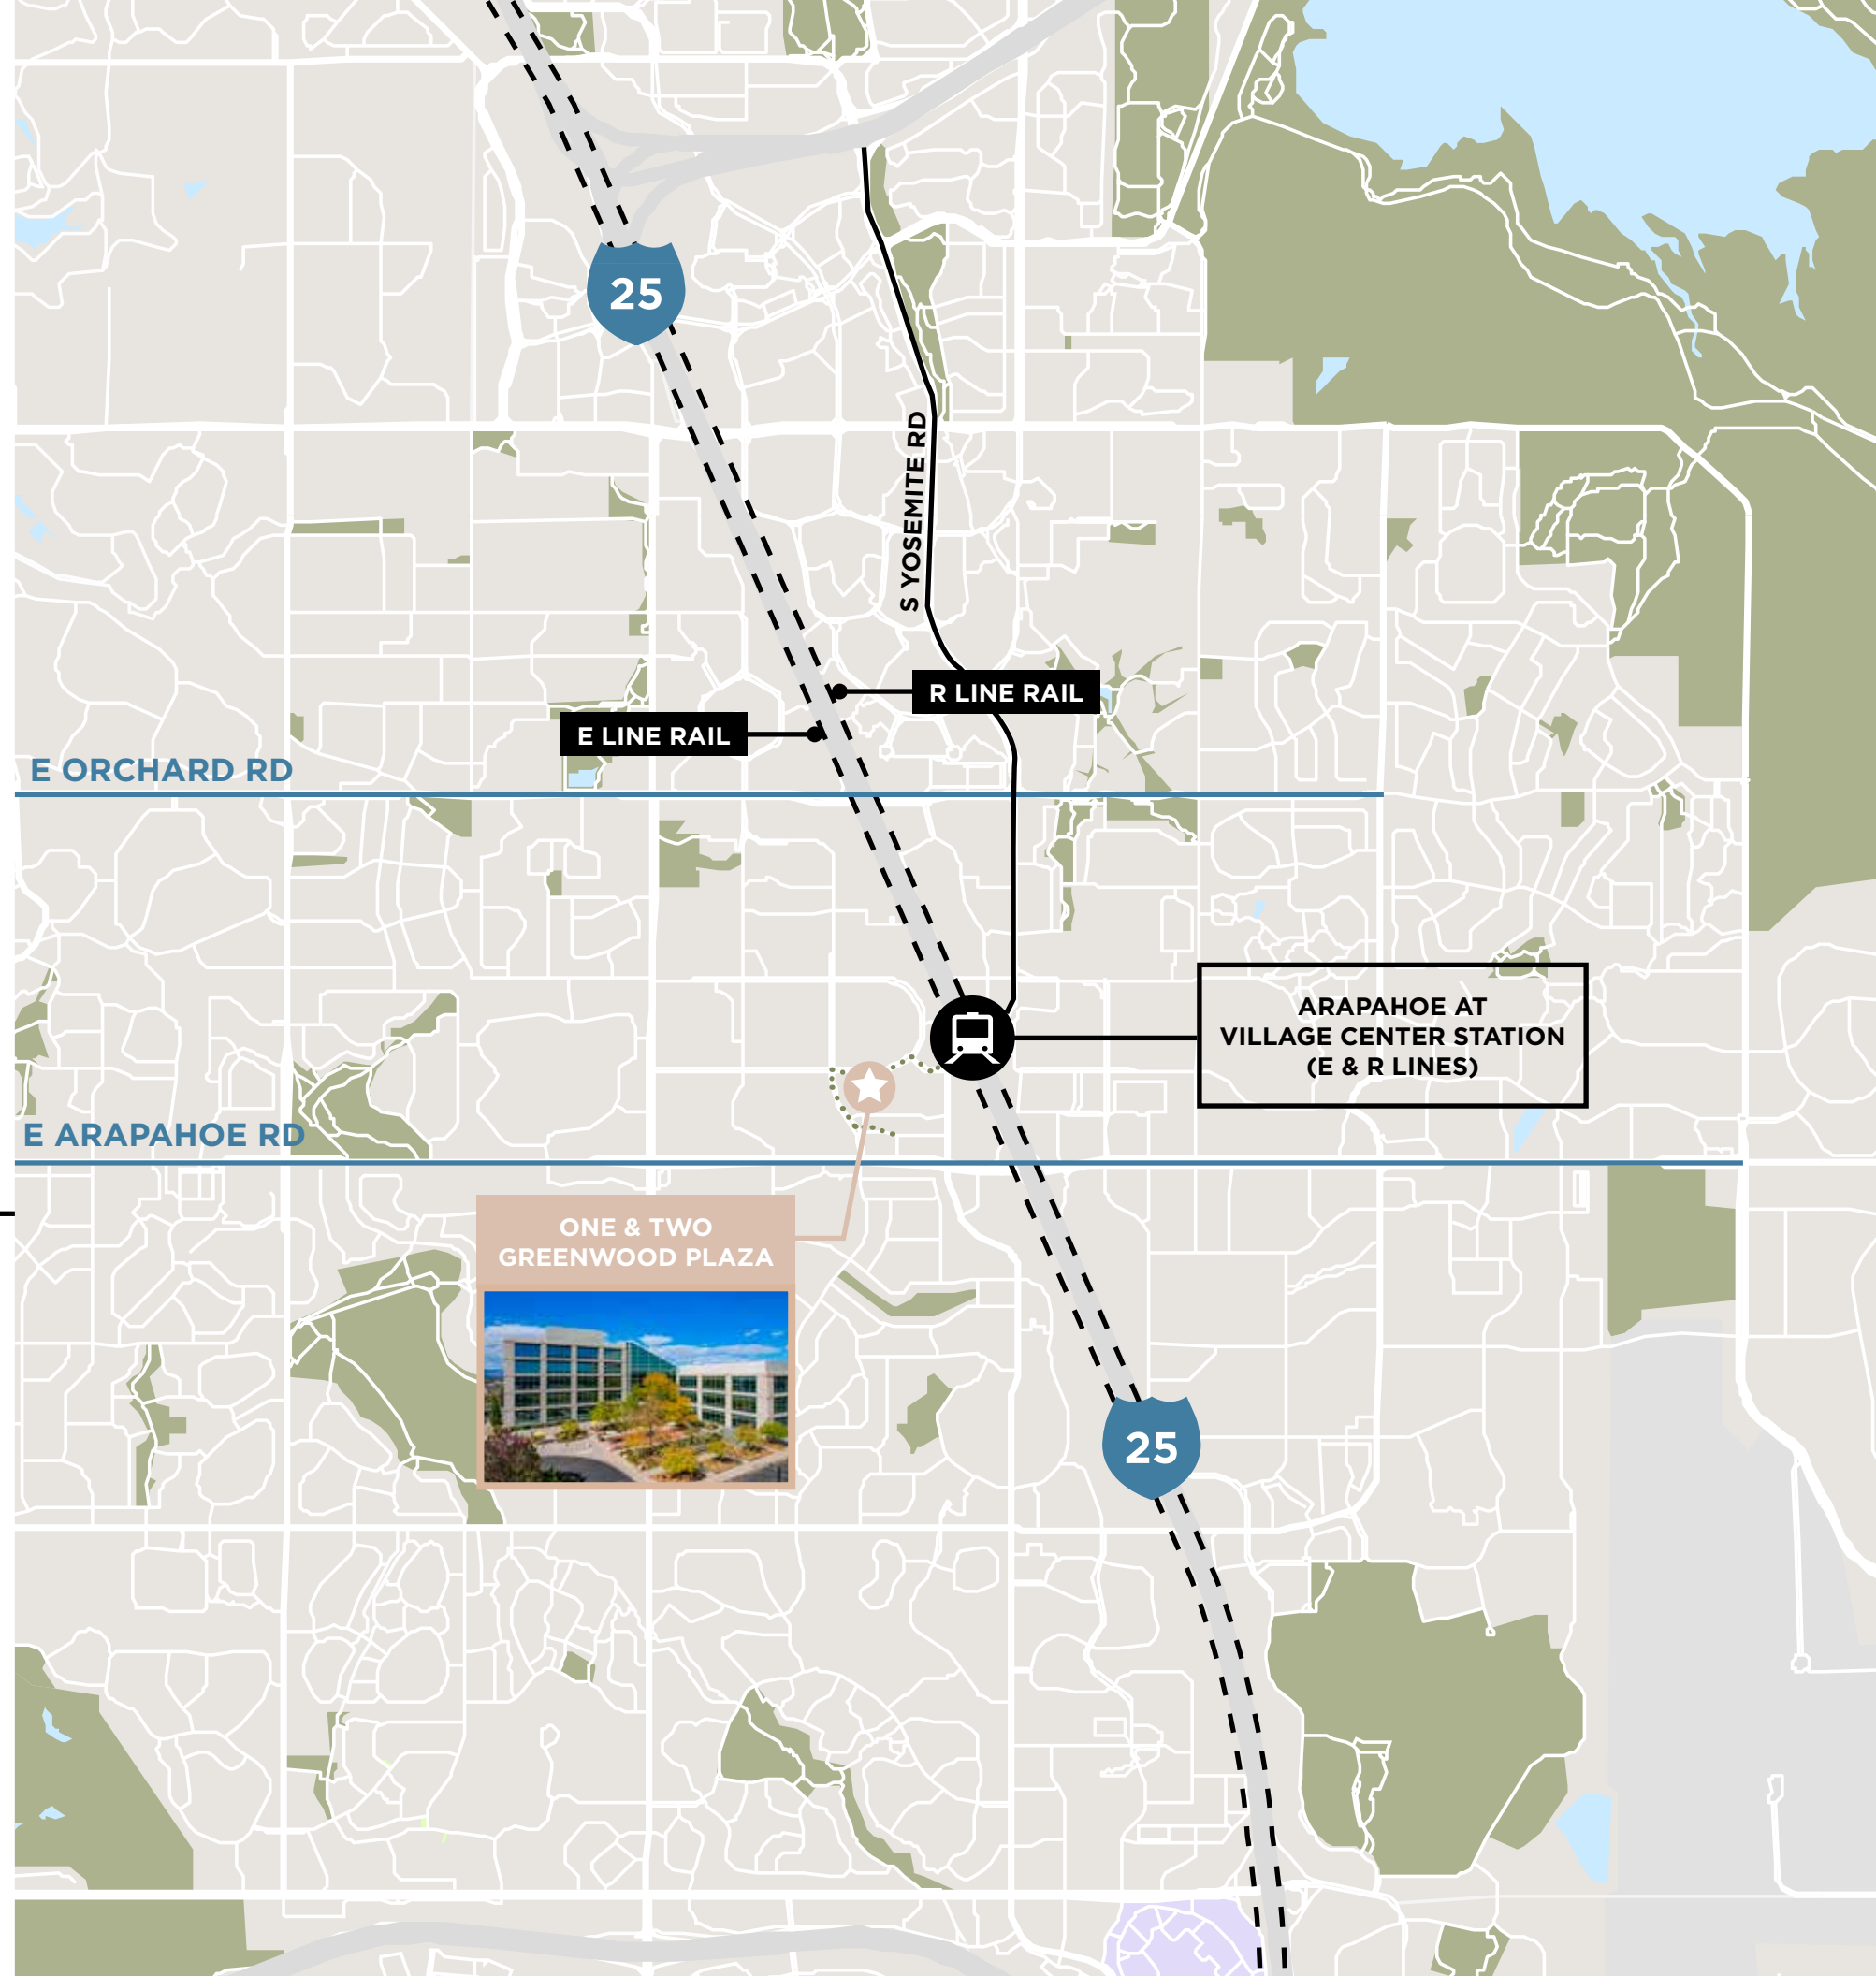 25
S YOSEMITE RD
R LINE RAIL
E LINE RAIL
E ORCHARD RD
ARAPAHOE AT
VILLAGE CENTER STATION
(E & R LINES)
E ARAPAHOE RD
ONE & TWO
GREENWOOD PLAZA
25